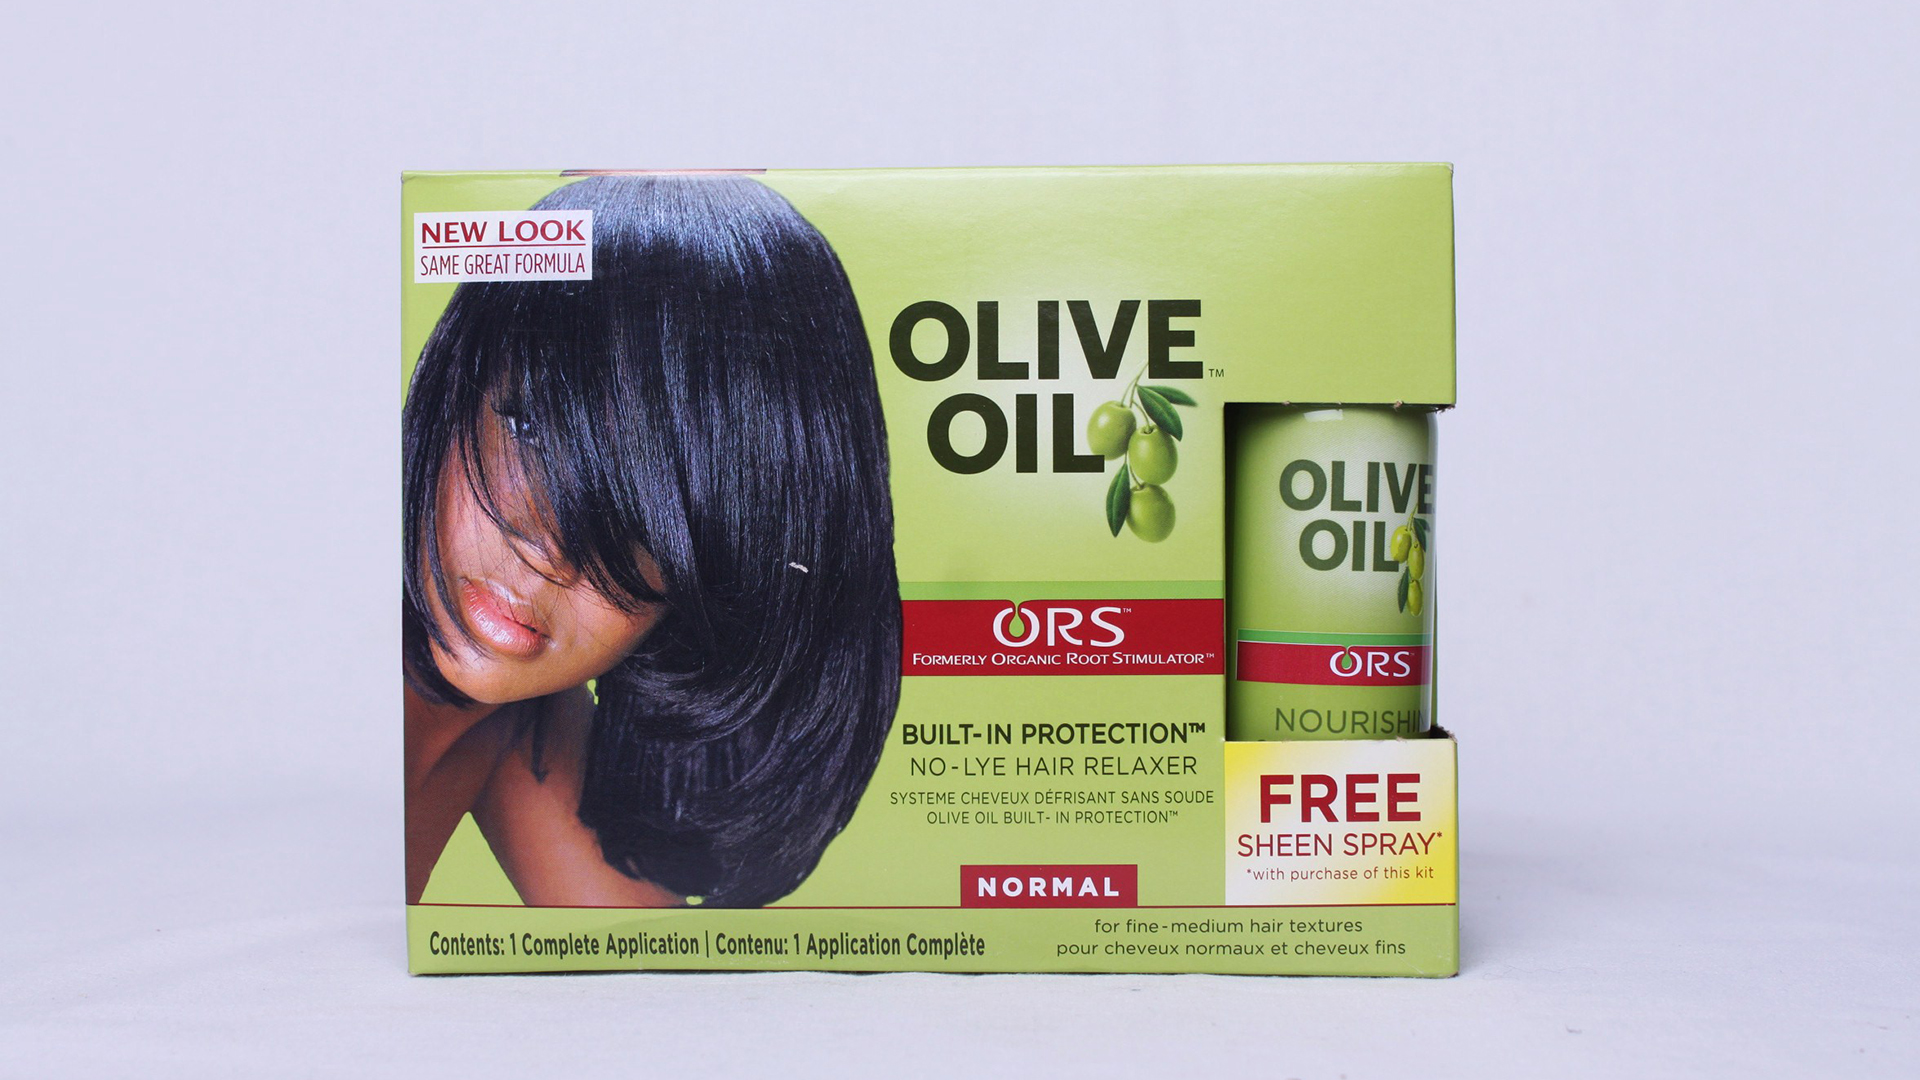 NEW LOOK
SAME GREAT FORMULA
OLIVE™
OIL
ORS™
FORMERLY ORGANIC ROOT STIMULATOR™
BUILT-IN PROTECTION™
NO-LYE HAIR RELAXER
SYSTEME CHEVEUX DÉFRISANT SANS SOUDE
OLIVE OIL BUILT-IN PROTECTION™
NORMAL
OLIVE
OIL
ORS
NOURISHI
FREE
SHEEN SPRAY*
*with purchase of this kit
Contents: 1 Complete Application | Contenu: 1 Application Complète
for fine-medium hair textures
pour cheveux normaux et cheveux fins